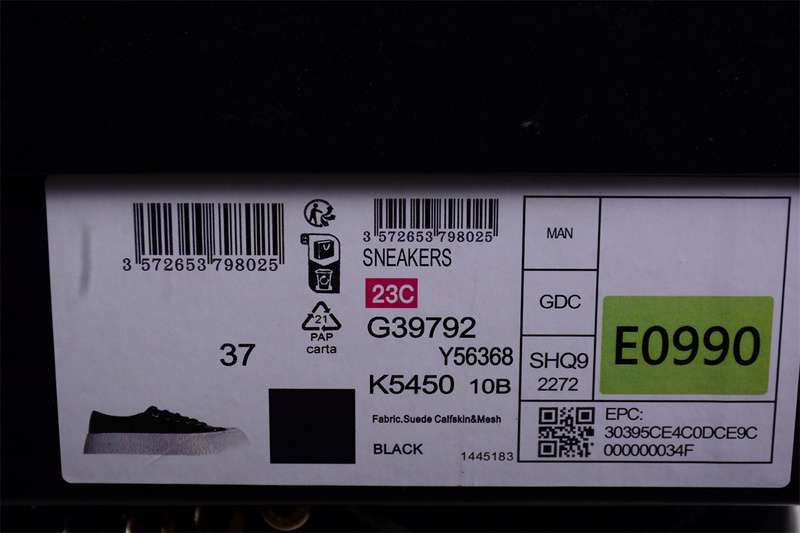 3 572653 798025
37
21
PAP
carta
3 572653 798025
SNEAKERS
23C
G39792
Y56368
K5450 10B
Fabric.Suede Calfskin&Mesh
BLACK
1445183
MAN
GDC
SHQ9
2272
E0990
EPC:
30395CE4C0DCE9C
000000034F